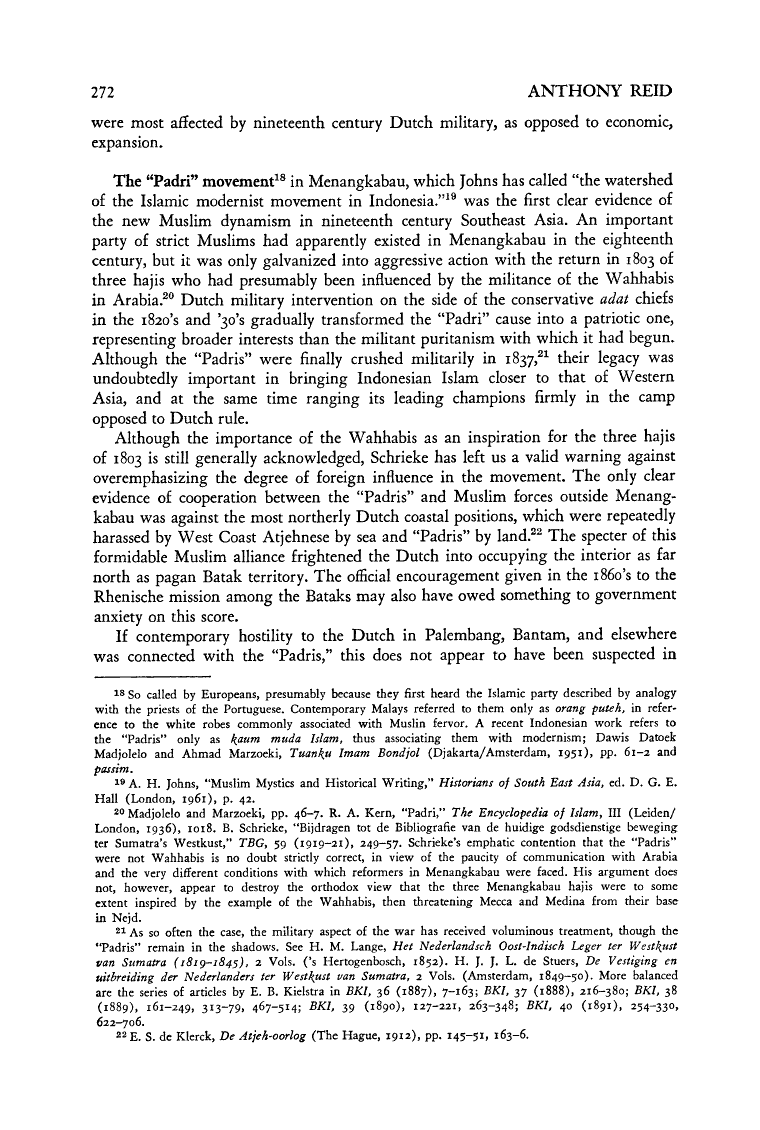 272 ANTHONY REID
were most affected by nineteenth century Dutch military, as opposed to economic,
expansion.
The “Padri” movement¹⁸ in Menangkabau, which Johns has called “the watershed
of the Islamic modernist movement in Indonesia.”¹⁹ was the first clear evidence of
the new Muslim dynamism in nineteenth century Southeast Asia. An important
party of strict Muslims had apparently existed in Menangkabau in the eighteenth
century, but it was only galvanized into aggressive action with the return in 1803 of
three hajis who had presumably been influenced by the militance of the Wahhabis
in Arabia.²⁰ Dutch military intervention on the side of the conservative adat chiefs
in the 1820's and '30's gradually transformed the “Padri” cause into a patriotic one,
representing broader interests than the militant puritanism with which it had begun.
Although the “Padris” were finally crushed militarily in 1837,²¹ their legacy was
undoubtedly important in bringing Indonesian Islam closer to that of Western
Asia, and at the same time ranging its leading champions firmly in the camp
opposed to Dutch rule.
Although the importance of the Wahhabis as an inspiration for the three hajis
of 1803 is still generally acknowledged, Schrieke has left us a valid warning against
overemphasizing the degree of foreign influence in the movement. The only clear
evidence of cooperation between the “Padris” and Muslim forces outside Menang-
kabau was against the most northerly Dutch coastal positions, which were repeatedly
harassed by West Coast Atjehnese by sea and “Padris” by land.²² The specter of this
formidable Muslim alliance frightened the Dutch into occupying the interior as far
north as pagan Batak territory. The official encouragement given in the 1860's to the
Rhenische mission among the Bataks may also have owed something to government
anxiety on this score.
If contemporary hostility to the Dutch in Palembang, Bantam, and elsewhere
was connected with the “Padris,” this does not appear to have been suspected in
¹⁸ So called by Europeans, presumably because they first heard the Islamic party described by analogy
with the priests of the Portuguese. Contemporary Malays referred to them only as orang puteh, in refer-
ence to the white robes commonly associated with Muslin fervor. A recent Indonesian work refers to
the “Padris” only as kaum muda Islam, thus associating them with modernism; Dawis Datoek
Madjolelo and Ahmad Marzoeki, Tuanku Imam Bondjol (Djakarta/Amsterdam, 1951), pp. 61–2 and
passim.
¹⁹ A. H. Johns, “Muslim Mystics and Historical Writing,” Historians of South East Asia, ed. D. G. E.
Hall (London, 1961), p. 42.
²⁰ Madjolelo and Marzoeki, pp. 46–7. R. A. Kern, “Padri,” The Encyclopedia of Islam, III (Leiden/
London, 1936), 1018. B. Schrieke, “Bijdragen tot de Bibliografie van de huidige godsdienstige beweging
ter Sumatra's Westkust,” TBG, 59 (1919–21), 249–57. Schrieke's emphatic contention that the “Padris”
were not Wahhabis is no doubt strictly correct, in view of the paucity of communication with Arabia
and the very different conditions with which reformers in Menangkabau were faced. His argument does
not, however, appear to destroy the orthodox view that the three Menangkabau hajis were to some
extent inspired by the example of the Wahhabis, then threatening Mecca and Medina from their base
in Nejd.
²¹ As so often the case, the military aspect of the war has received voluminous treatment, though the
“Padris” remain in the shadows. See H. M. Lange, Het Nederlandsch Oost-Indisch Leger ter Westkust
van Sumatra (1819–1845), 2 Vols. ('s Hertogenbosch, 1852). H. J. J. L. de Stuers, De Vestiging en
uitbreiding der Nederlanders ter Westkust van Sumatra, 2 Vols. (Amsterdam, 1849–50). More balanced
are the series of articles by E. B. Kielstra in BKI, 36 (1887), 7–163; BKI, 37 (1888), 216–380; BKI, 38
(1889), 161–249, 313–79, 467–514; BKI, 39 (1890), 127–221, 263–348; BKI, 40 (1891), 254–330,
622–706.
²² E. S. de Klerck, De Atjeh-oorlog (The Hague, 1912), pp. 145–51, 163–6.